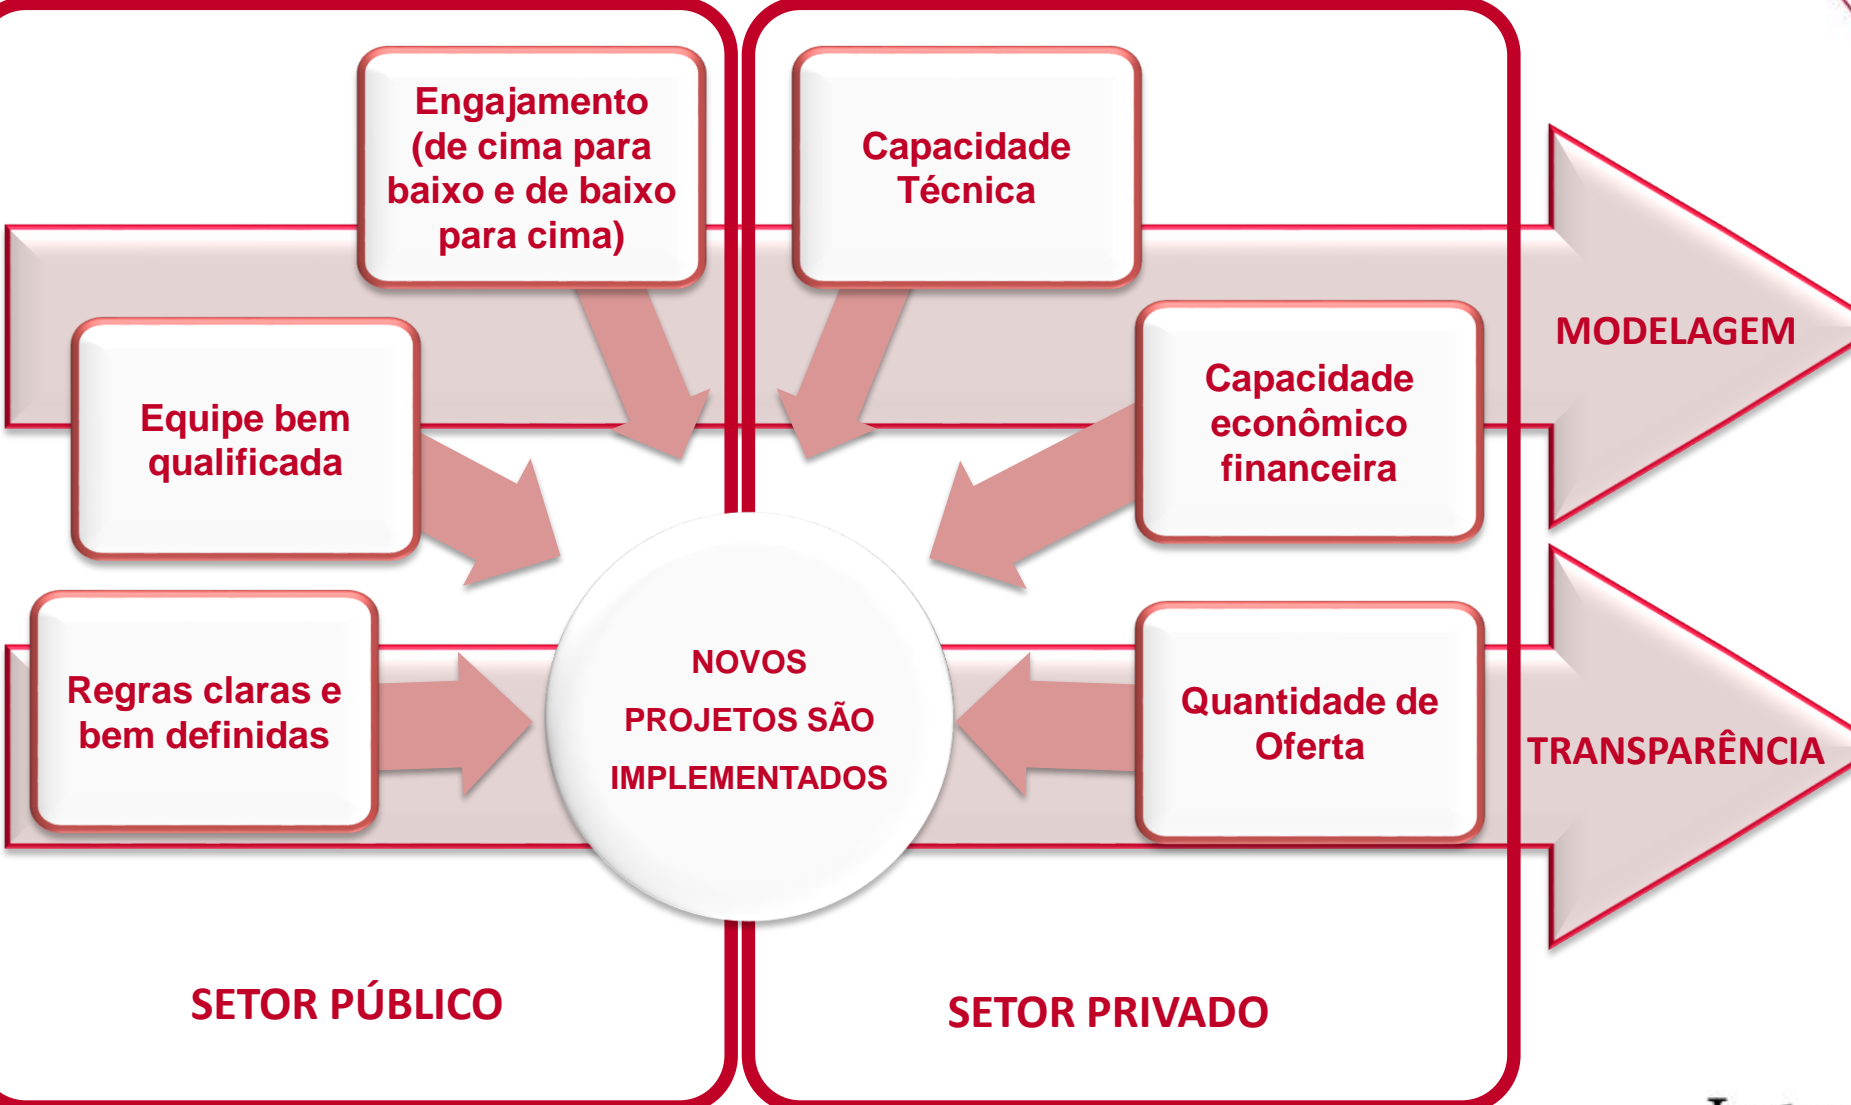 Engajamento
(de cima para
baixo e de baixo
para cima)
Capacidade
Técnica
MODELAGEM
Equipe bem
qualificada
Capacidade
econômico
financeira
Regras claras e
bem definidas
NOVOS
PROJETOS SÃO
IMPLEMENTADOS
Quantidade de
Oferta
TRANSPARÊNCIA
SETOR PÚBLICO
SETOR PRIVADO